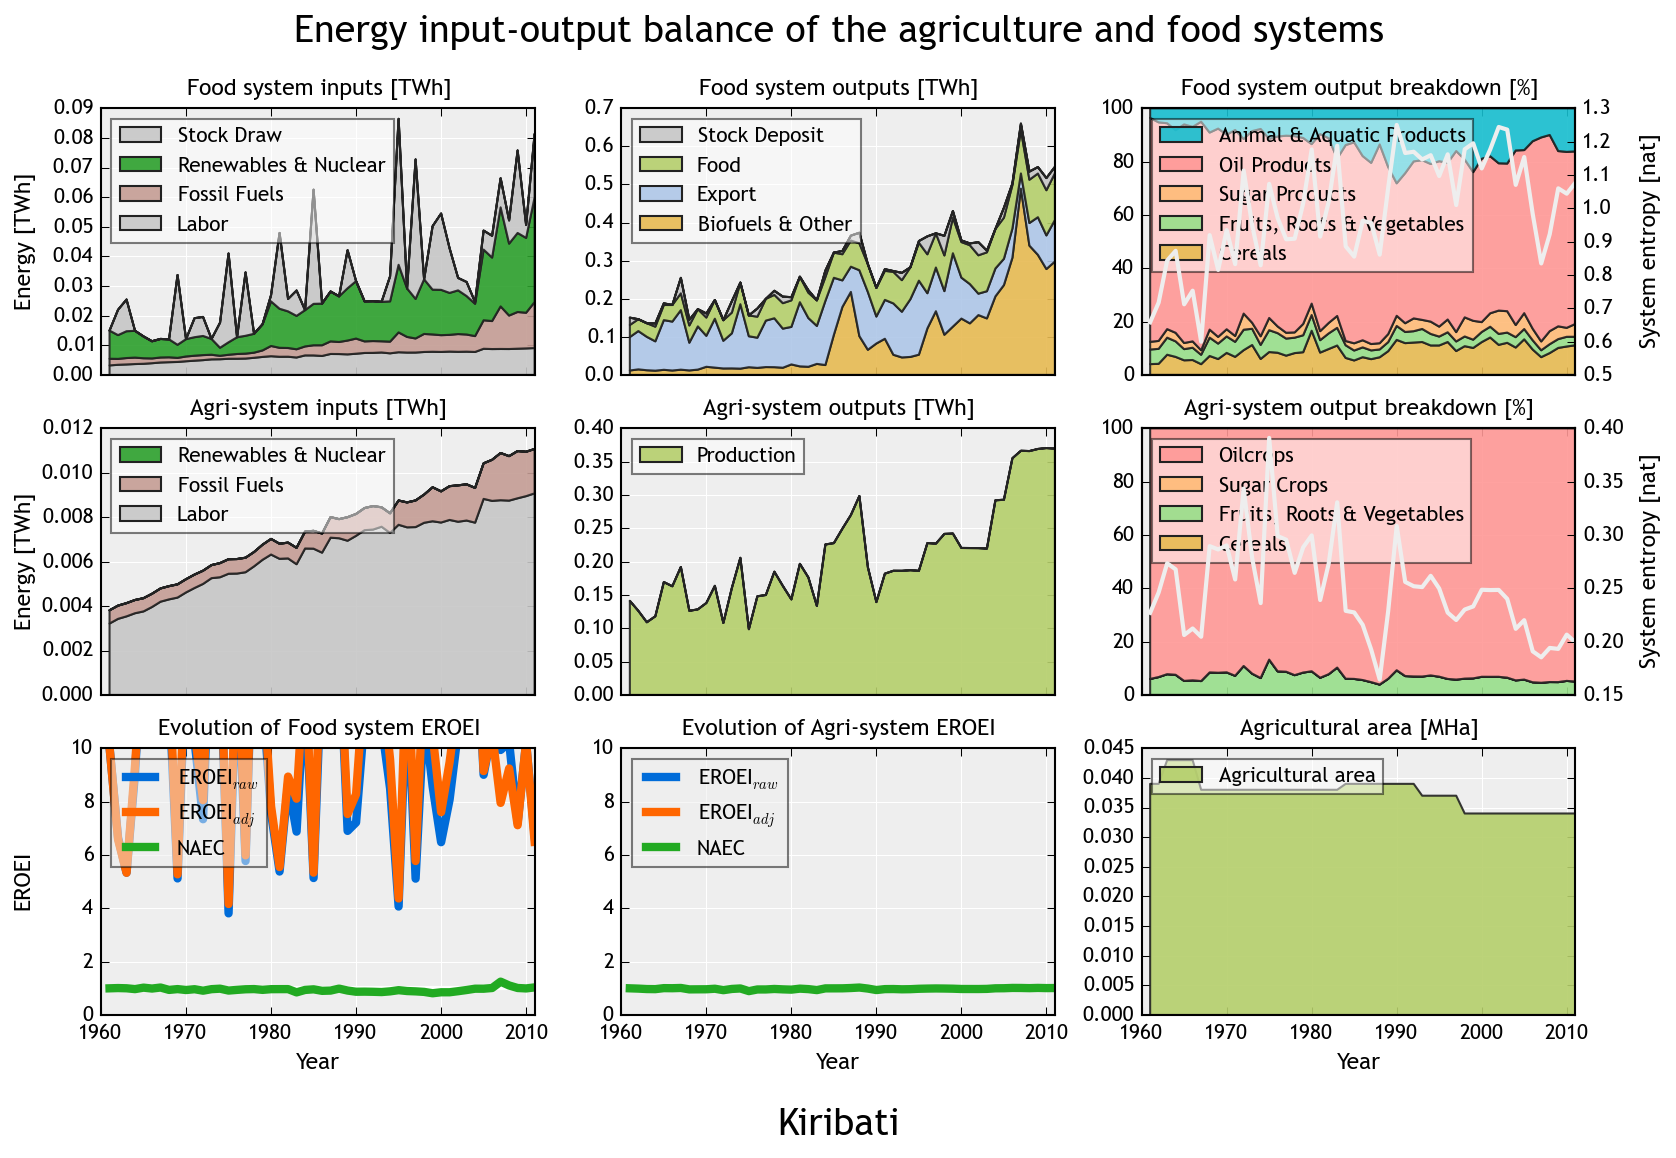 Energy input-output balance of the agriculture and food systems
Food system inputs [TWh]
Energy [TWh]
0.09
0.08
0.07
0.06
0.05
0.04
0.03
0.02
0.01
0.00
Stock Draw
Renewables & Nuclear
Fossil Fuels
Labor
Food system outputs [TWh]
0.7
0.6
0.5
0.4
0.3
0.2
0.1
0.0
Stock Deposit
Food
Export
Biofuels & Other
Food system output breakdown [%]
100
80
60
40
20
0
Animal & Aquatic Products
Oil Products
Sugar Products
Fruits, Roots & Vegetables
Cereals
1.3
1.2
1.1
1.0
0.9
0.8
0.7
0.6
0.5
System entropy [nat]
Agri-system inputs [TWh]
Energy [TWh]
0.012
0.010
0.008
0.006
0.004
0.002
0.000
Renewables & Nuclear
Fossil Fuels
Labor
Agri-system outputs [TWh]
0.40
0.35
0.30
0.25
0.20
0.15
0.10
0.05
0.00
Production
Agri-system output breakdown [%]
100
80
60
40
20
0
Oilcrops
Sugar Crops
Fruits, Roots & Vegetables
Cereals
0.40
0.35
0.30
0.25
0.20
0.15
System entropy [nat]
Evolution of Food system EROEI
EROEI
10
8
6
4
2
0
EROEI raw
EROEI adj
NAEC
1960 1970 1980 1990 2000 2010
Year
Evolution of Agri-system EROEI
10
8
6
4
2
0
EROEI raw
EROEI adj
NAEC
1960 1970 1980 1990 2000 2010
Year
Agricultural area [MHa]
0.045
0.040
0.035
0.030
0.025
0.020
0.015
0.010
0.005
0.000
Agricultural area
1960 1970 1980 1990 2000 2010
Year
Kiribati